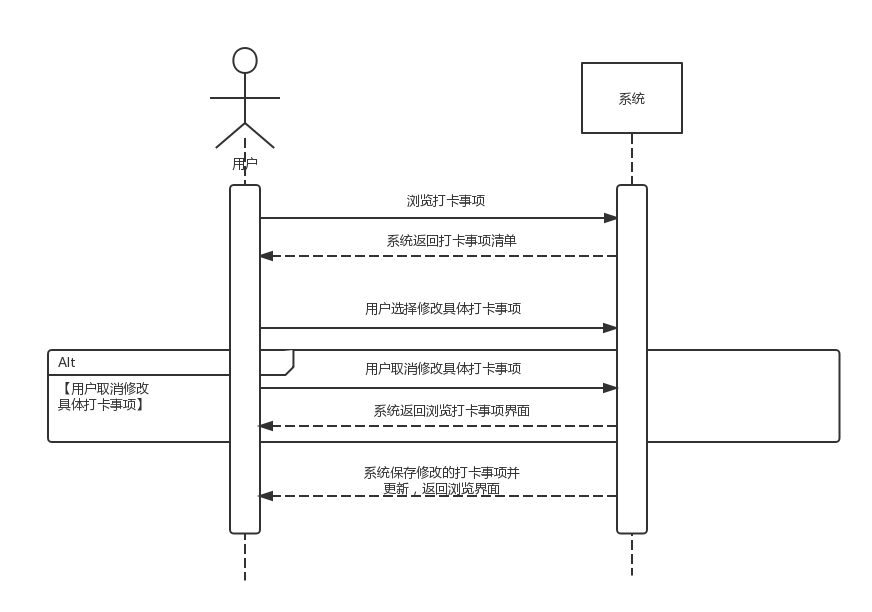 用户
系统
浏览打卡事项
系统返回打卡事项清单
用户选择修改具体打卡事项
Alt
用户取消修改具体打卡事项
【用户取消修改
具体打卡事项】
系统返回浏览打卡事项界面
系统保存修改的打卡事项并
更新，返回浏览界面